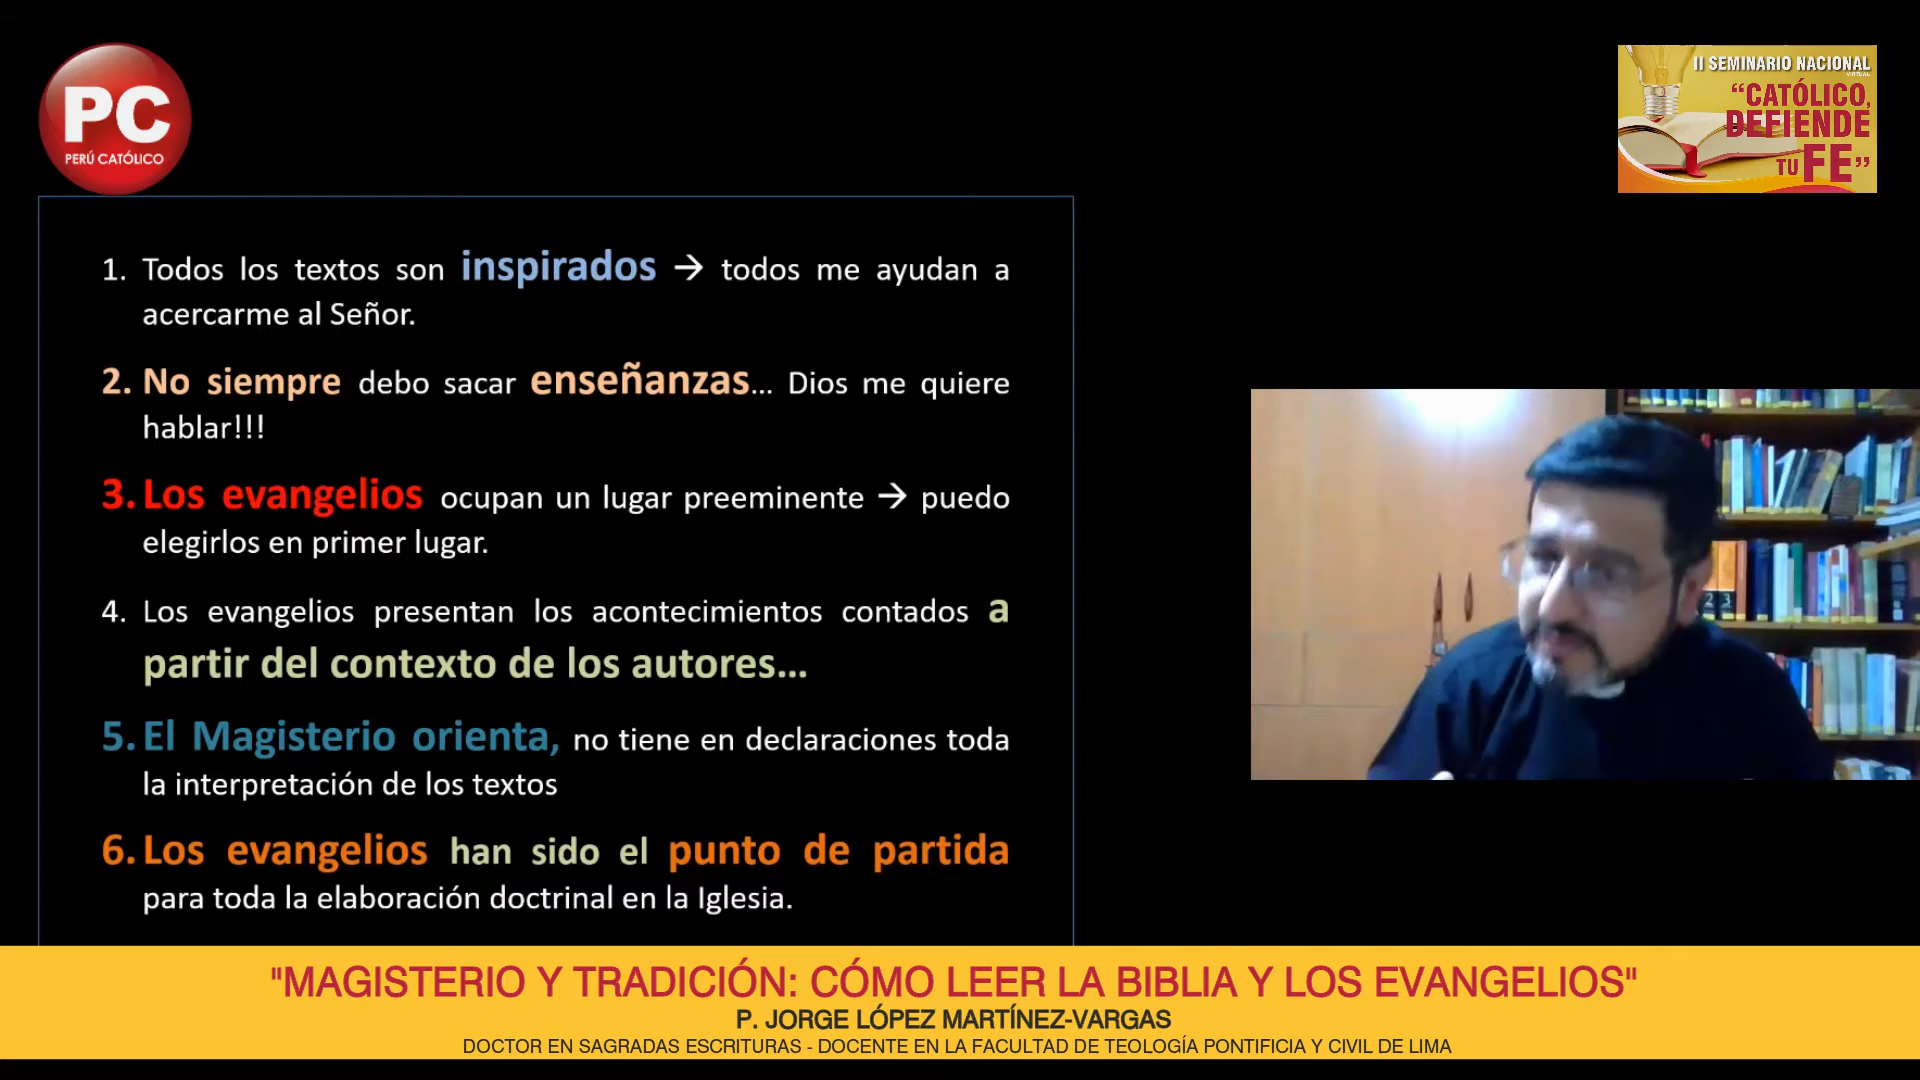 PC
PERÚ CATÓLICO
II SEMINARIO NACIONAL
VIRTUAL
“CATÓLICO,
DEFIENDE
TU FE”
1. Todos los textos son inspirados → todos me ayudan a
acercarme al Señor.
2. No siempre debo sacar enseñanzas... Dios me quiere
hablar!!!
3. Los evangelios ocupan un lugar preeminente → puedo
elegirlos en primer lugar.
4. Los evangelios presentan los acontecimientos contados a
partir del contexto de los autores...
5. El Magisterio orienta, no tiene en declaraciones toda
la interpretación de los textos
6. Los evangelios han sido el punto de partida
para toda la elaboración doctrinal en la Iglesia.
"MAGISTERIO Y TRADICIÓN: CÓMO LEER LA BIBLIA Y LOS EVANGELIOS"
P. JORGE LÓPEZ MARTÍNEZ-VARGAS
DOCTOR EN SAGRADAS ESCRITURAS - DOCENTE EN LA FACULTAD DE TEOLOGÍA PONTIFICIA Y CIVIL DE LIMA